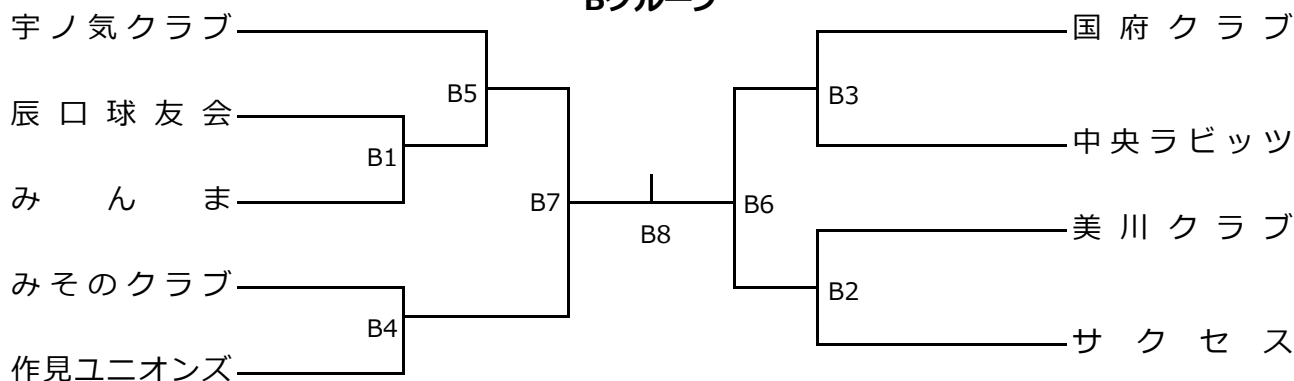 Bグループ
宇ノ気クラブ
辰口球友会
みんま
みそのクラブ
作見ユニオンズ
B5
B1
B4
B7
B8
B6
B3
B2
国府クラブ
中央ラビッツ
美川クラブ
サクセス